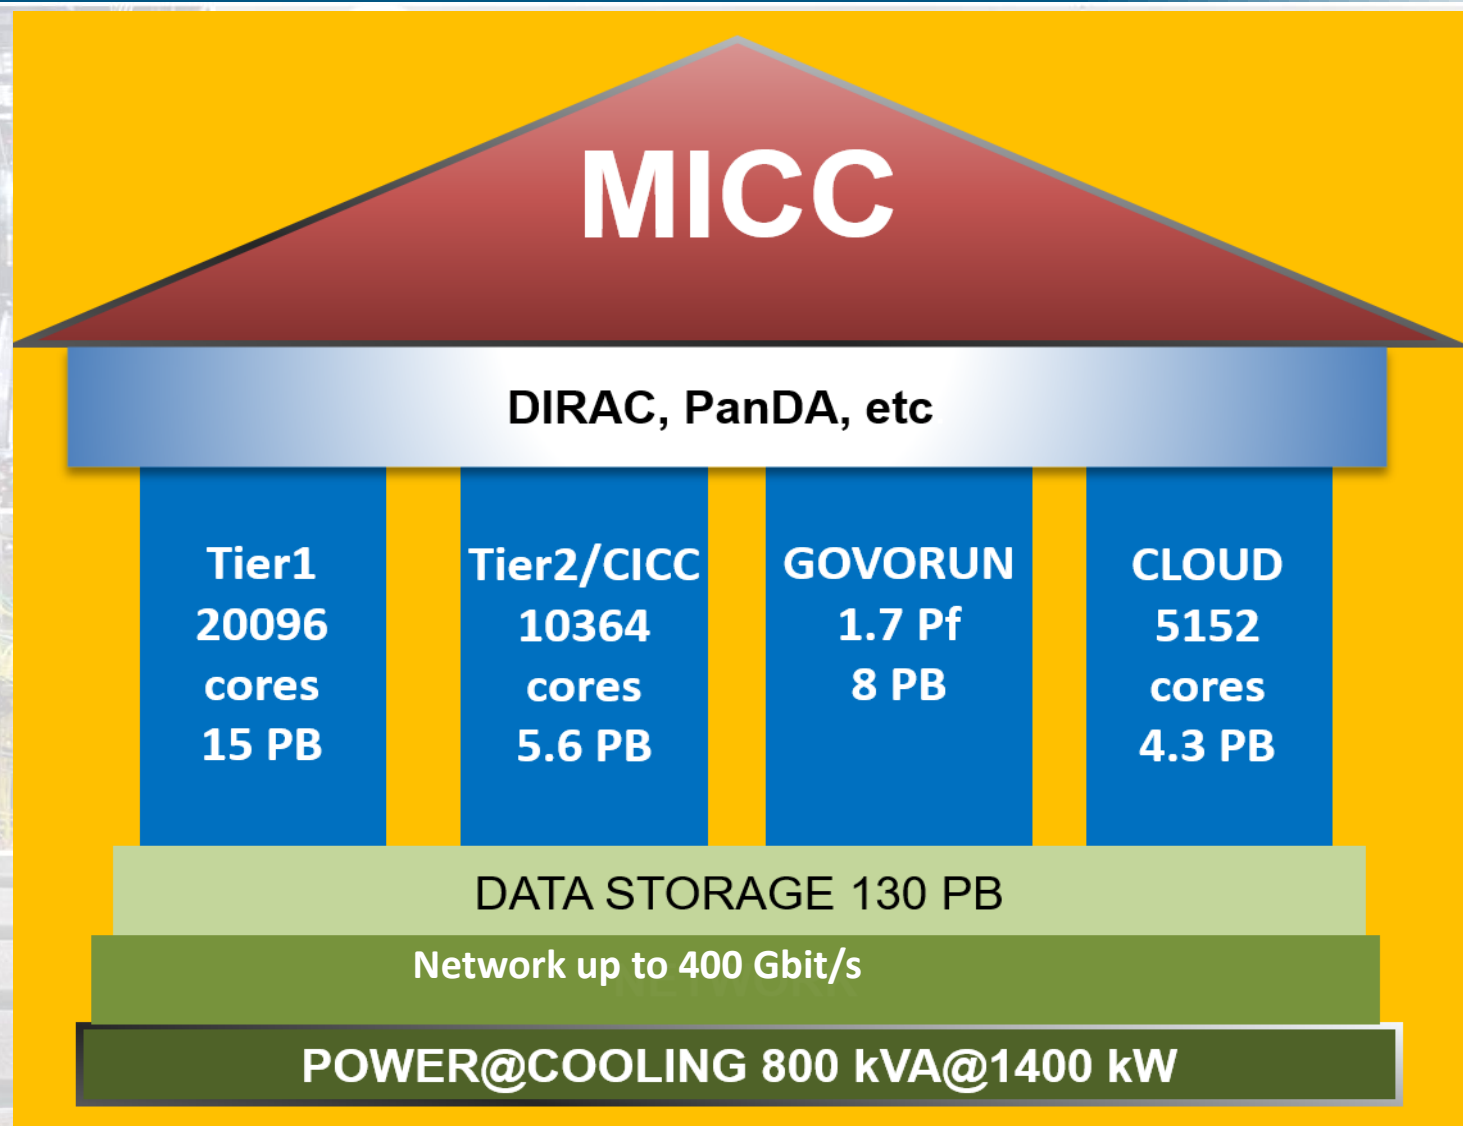 MICC
DIRAC, PanDA, etc
Tier1
20096
cores
15 PB
Tier2/CICC
10364
cores
5.6 PB
GOVORUN
1.7 Pf
8 PB
CLOUD
5152
cores
4.3 PB
DATA STORAGE 130 PB
Network up to 400 Gbit/s
NETWORK
POWER@COOLING 800 kVA@1400 kW